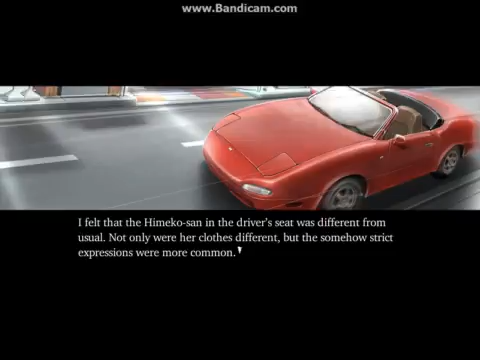 www.Bandicam.com
I felt that the Himeko-san in the driver's seat was different from
usual. Not only were her clothes different, but the somehow strict
expressions were more common.